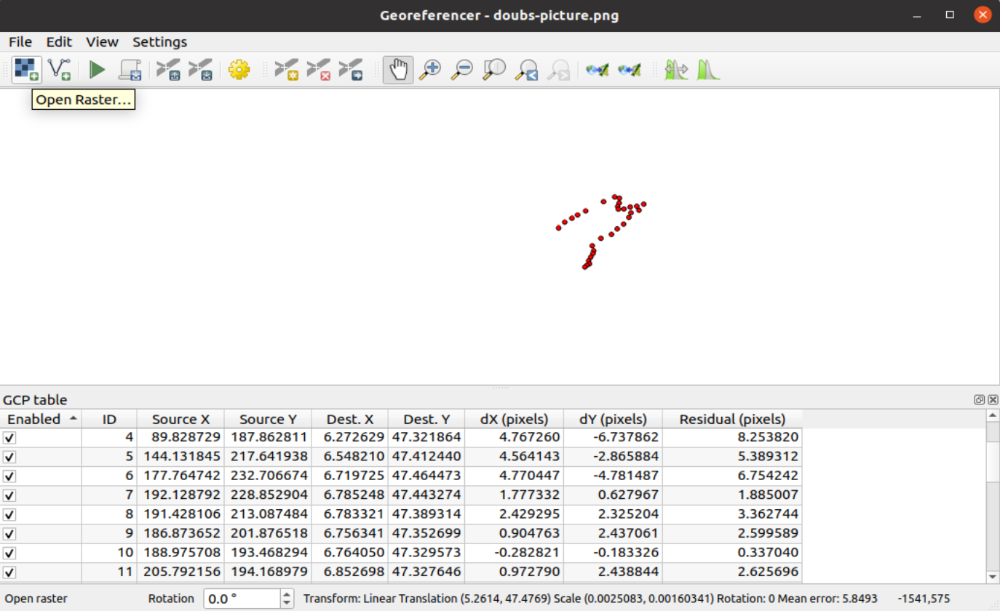 Georeferencer - doubs-picture.png
File Edit View Settings
Open Raster...
GCP table
Enabled ID Source X Source Y Dest. X Dest. Y dX (pixels) dY (pixels) Residual (pixels)
4 89.828729 187.862811 6.272629 47.321864 4.767260 -6.737862 8.253820
5 144.131845 217.641938 6.548210 47.412440 4.564143 -2.865884 5.389312
6 177.764742 232.706674 6.719725 47.464473 4.770447 -4.781487 6.754242
7 192.128792 228.852904 6.785248 47.443274 1.777332 0.627967 1.885007
8 191.428106 213.087484 6.783321 47.389314 2.429295 2.325204 3.362744
9 186.873652 201.876518 6.756341 47.352699 0.904763 2.437061 2.599589
10 188.975708 193.468294 6.764050 47.329573 -0.282821 -0.183326 0.337040
11 205.792156 194.168979 6.852698 47.327646 0.972790 2.438844 2.625696
Open raster Rotation 0.0 ° Transform: Linear Translation (5.2614, 47.4769) Scale (0.0025083, 0.00160341) Rotation: 0 Mean error: 5.8493 -1541,575